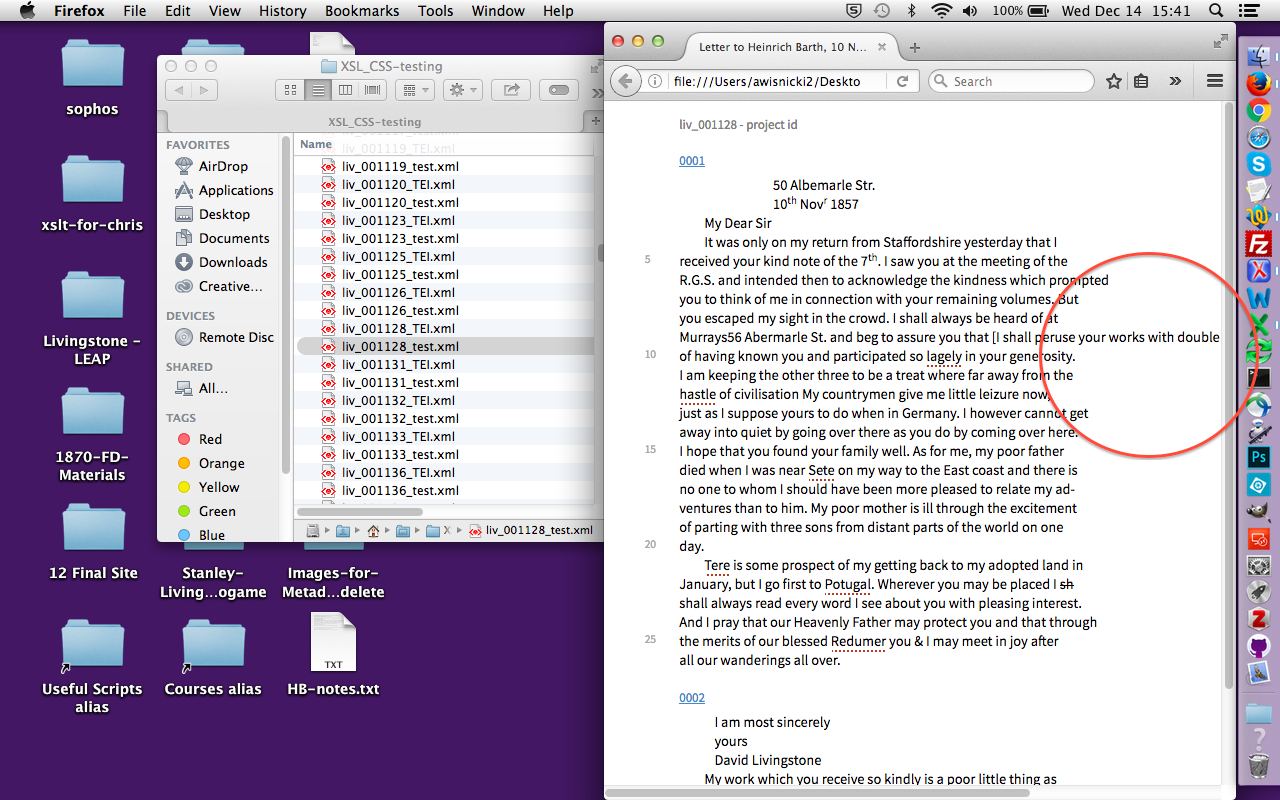 Firefox File Edit View History Bookmarks Tools Window Help 100% Wed Dec 14 15:41
sophos
xslt-for-chris
Livingstone -
LEAP
1870-FD-
Materials
12 Final Site
Stanley-
Living...ogame
Images-for-
Metad...delete
Useful Scripts
alias
Courses alias
TXT
HB-notes.txt
XSL_CSS-testing
XSL_CSS-testing
FAVORITES
AirDrop
Applications
Desktop
Documents
Downloads
Creative...
DEVICES
Remote Disc
SHARED
All...
TAGS
Red
Orange
Yellow
Green
Blue
Name
liv_001119_test.xml
liv_001120_TEI.xml
liv_001120_test.xml
liv_001123_TEI.xml
liv_001123_test.xml
liv_001125_TEI.xml
liv_001125_test.xml
liv_001126_TEI.xml
liv_001126_test.xml
liv_001128_TEI.xml
liv_001128_test.xml
liv_001131_TEI.xml
liv_001131_test.xml
liv_001132_TEI.xml
liv_001132_test.xml
liv_001133_TEI.xml
liv_001133_test.xml
liv_001136_TEI.xml
liv_001136_test.xml
X liv_001128_test.xml
Letter to Heinrich Barth, 10 N...
file:///Users/awisnicki2/Deskto
Search
liv_001128 - project id
0001
50 Albemarle Str.
10th Novr 1857
My Dear Sir
It was only on my return from Staffordshire yesterday that I
5 received your kind note of the 7th. I saw you at the meeting of the
R.G.S. and intended then to acknowledge the kindness which prompted
you to think of me in connection with your remaining volumes. But
you escaped my sight in the crowd. I shall always be heard of at
Murrays56 Abermarle St. and beg to assure you that [I shall peruse your works with double
10 of having known you and participated so lagely in your generosity.
I am keeping the other three to be a treat where far away from the
hastle of civilisation My countrymen give me little leizure now,
just as I suppose yours to do when in Germany. I however cannot get
away into quiet by going over there as you do by coming over here.
15 I hope that you found your family well. As for me, my poor father
died when I was near Sete on my way to the East coast and there is
no one to whom I should have been more pleased to relate my ad-
ventures than to him. My poor mother is ill through the excitement
of parting with three sons from distant parts of the world on one
20 day.
Tere is some prospect of my getting back to my adopted land in
January, but I go first to Potugal. Wherever you may be placed I sh
shall always read every word I see about you with pleasing interest.
And I pray that our Heavenly Father may protect you and that through
25 the merits of our blessed Redumer you & I may meet in joy after
all our wanderings all over.
0002
I am most sincerely
yours
David Livingstone
My work which you receive so kindly is a poor little thing as
Fz
Ps